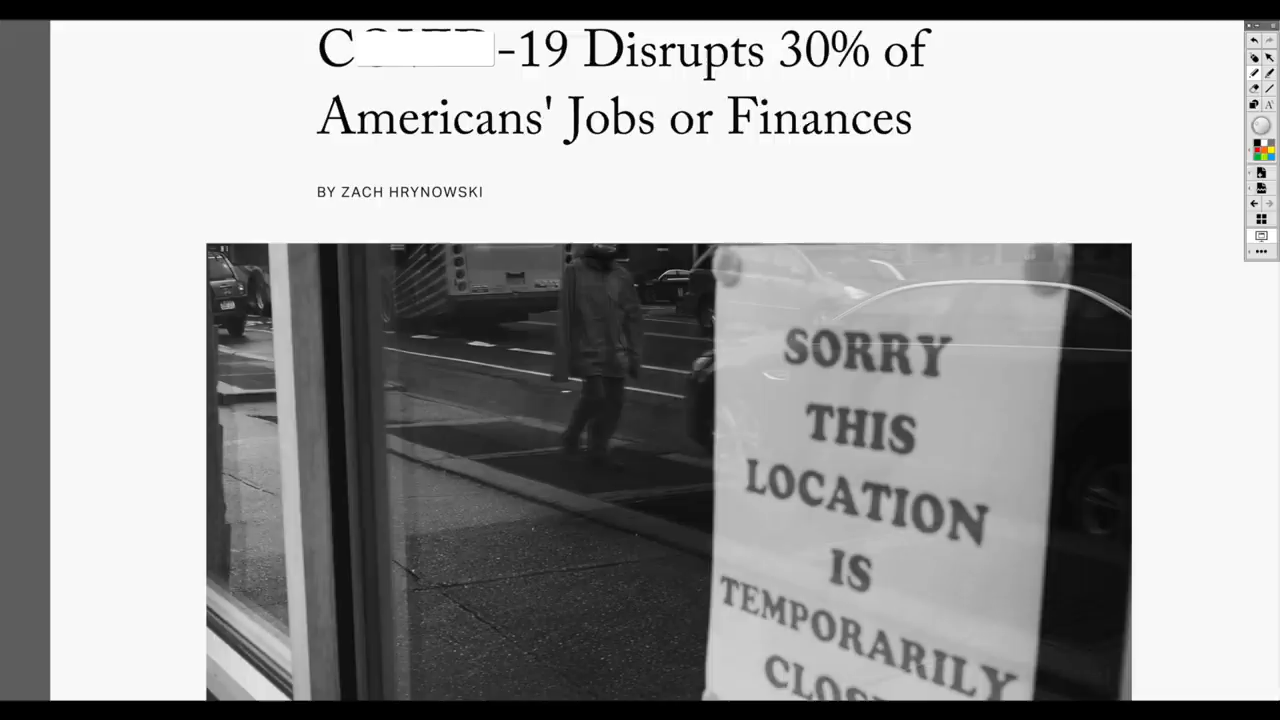 -19 Disrupts 30% of
Americans' Jobs or Finances
BY ZACH HRYNOWSKI
SORRY
THIS
LOCATION
IS
TEMPORARILY